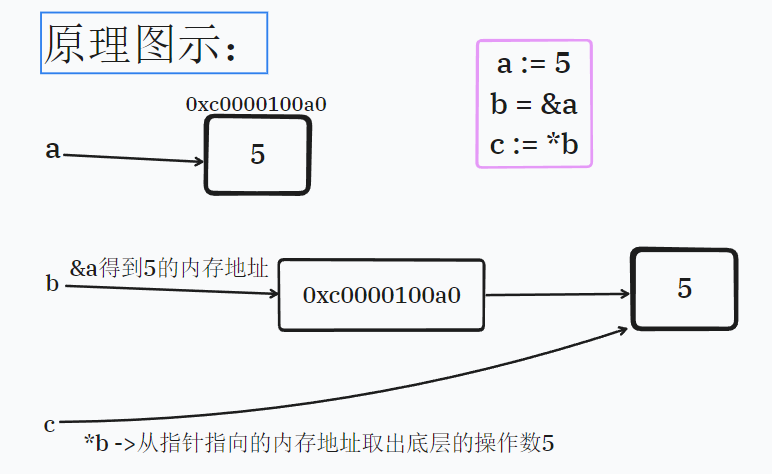 原理图示：
a := 5
b = &a
c := *b
0xc0000100a0
a
5
&a得到5的内存地址
b
0xc0000100a0
5
c
*b ->从指针指向的内存地址取出底层的操作数5